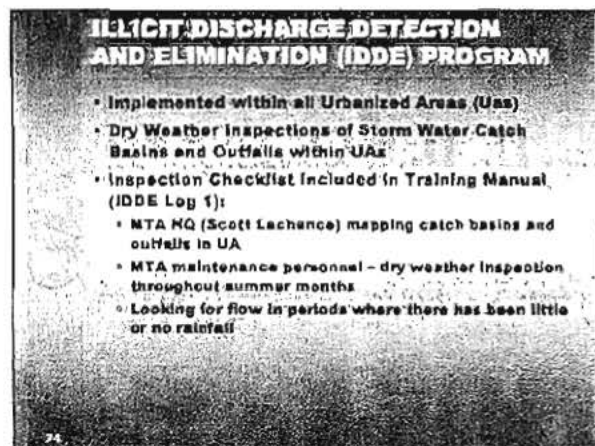 ILLICIT DISCHARGE DETECTION
AND ELIMINATION (IDDE) PROGRAM
• Implemented within all Urbanized Areas (Uas)
• Dry Weather Inspections of Storm Water Catch
Basins and Outfalls within UAs
• Inspection Checklist Included in Training Manual
(IDDE Log 1):
• MTA HQ (Scott Lachance) mapping catch basins and
outfalls in UA
• MTA maintenance personnel – dry weather inspection
throughout summer months
• Looking for flow in periods where there has been little
or no rainfall
24